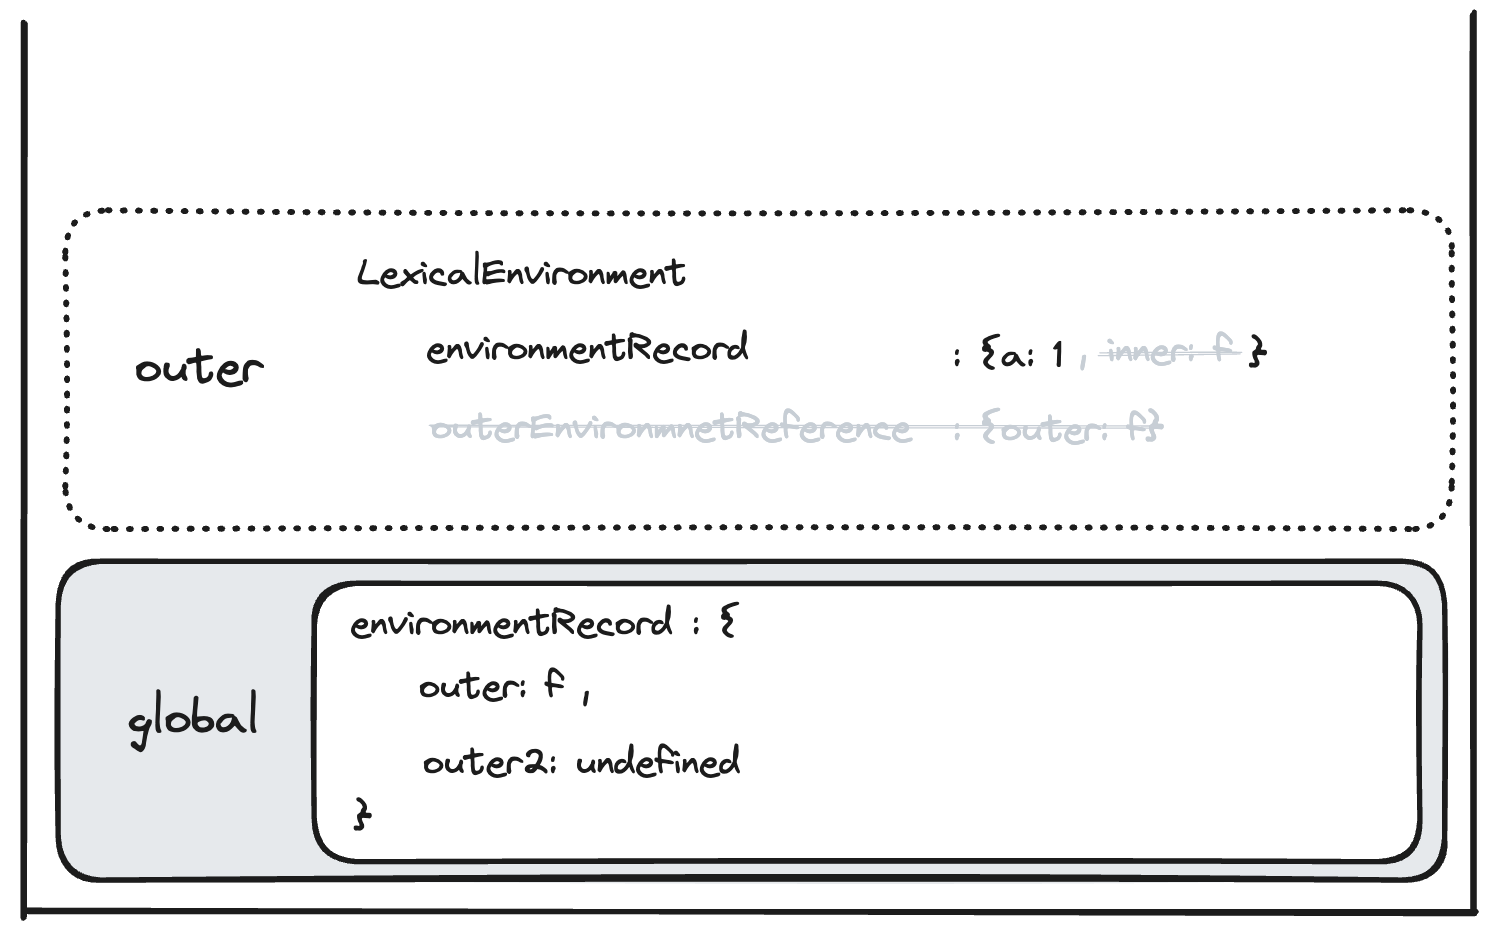 LexicalEnvironment
outer
environmentRecord : {a: 1 , inner: f }
outerEnvironmnetReference : {outer: f}
global
environmentRecord : {
outer: f ,
outer2: undefined
}